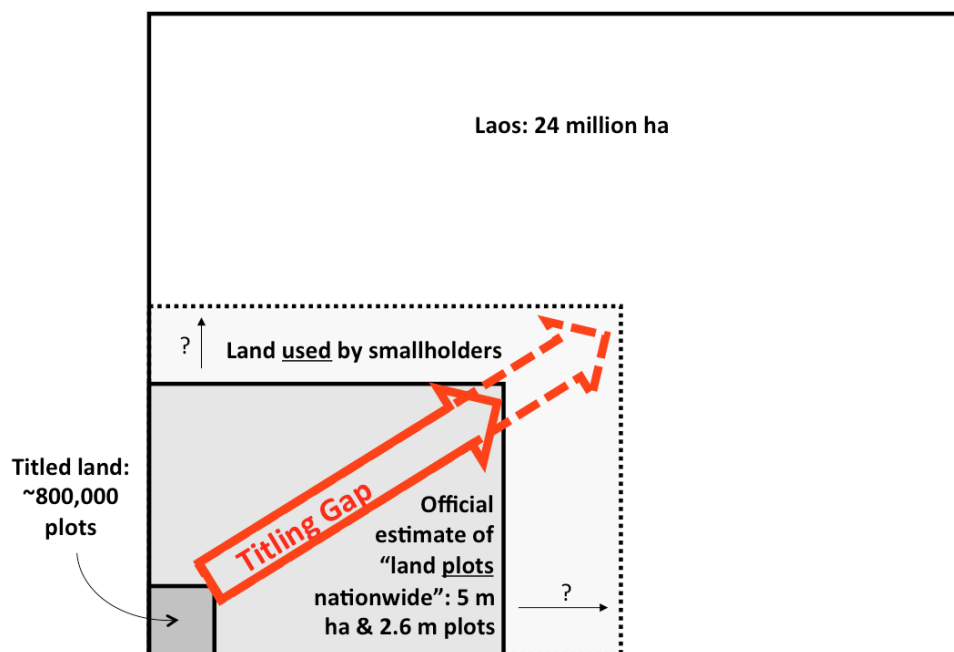 Laos: 24 million ha
?
Land used by smallholders
Titled land:
~800,000
plots
Titling Gap
Official
estimate of
“land plots
nationwide”: 5 m
ha & 2.6 m plots
?